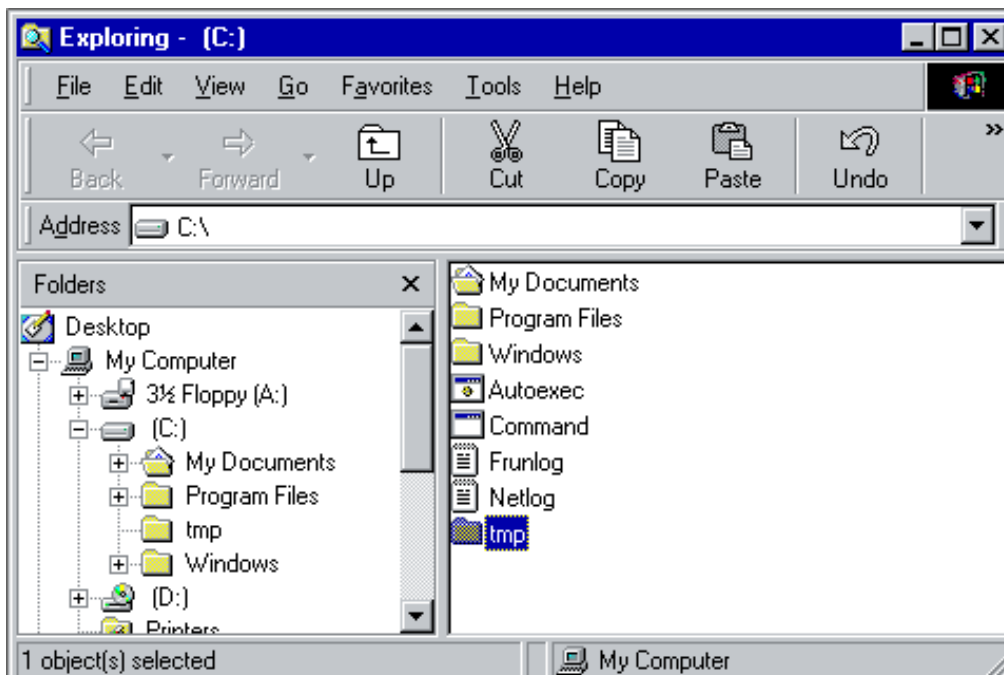 Exploring - (C:)
File Edit View Go Favorites Tools Help
»
Back Forward Up Cut Copy Paste Undo
Address C:\
Folders
Desktop
My Computer
3½ Floppy (A:)
(C:)
My Documents
Program Files
tmp
Windows
(D:)
Printers
My Documents
Program Files
Windows
Autoexec
Command
Frunlog
Netlog
tmp
1 object(s) selected
My Computer